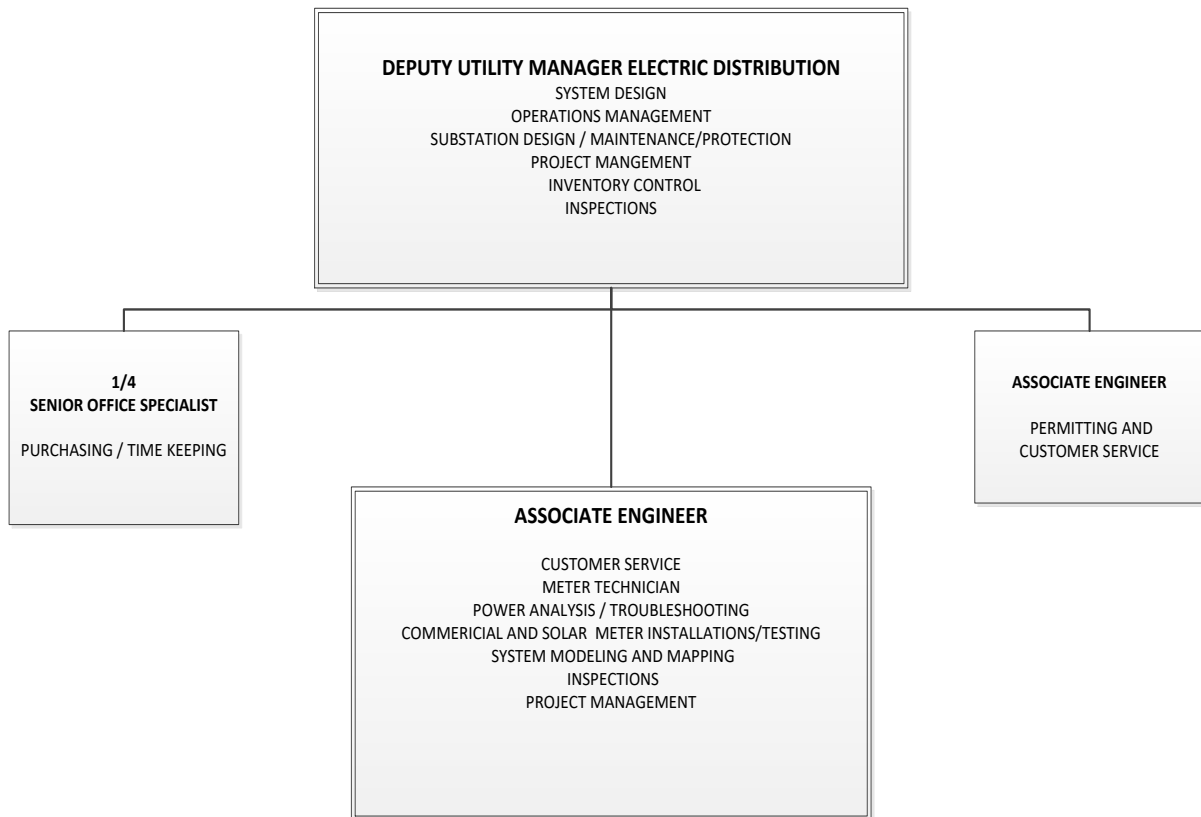 DEPUTY UTILITY MANAGER ELECTRIC DISTRIBUTION
SYSTEM DESIGN
OPERATIONS MANAGEMENT
SUBSTATION DESIGN / MAINTENANCE/PROTECTION
PROJECT MANGEMENT
INVENTORY CONTROL
INSPECTIONS
1/4
SENIOR OFFICE SPECIALIST
PURCHASING / TIME KEEPING
ASSOCIATE ENGINEER
PERMITTING AND
CUSTOMER SERVICE
ASSOCIATE ENGINEER
CUSTOMER SERVICE
METER TECHNICIAN
POWER ANALYSIS / TROUBLESHOOTING
COMMERICIAL AND SOLAR  METER INSTALLATIONS/TESTING
SYSTEM MODELING AND MAPPING
INSPECTIONS
PROJECT MANAGEMENT